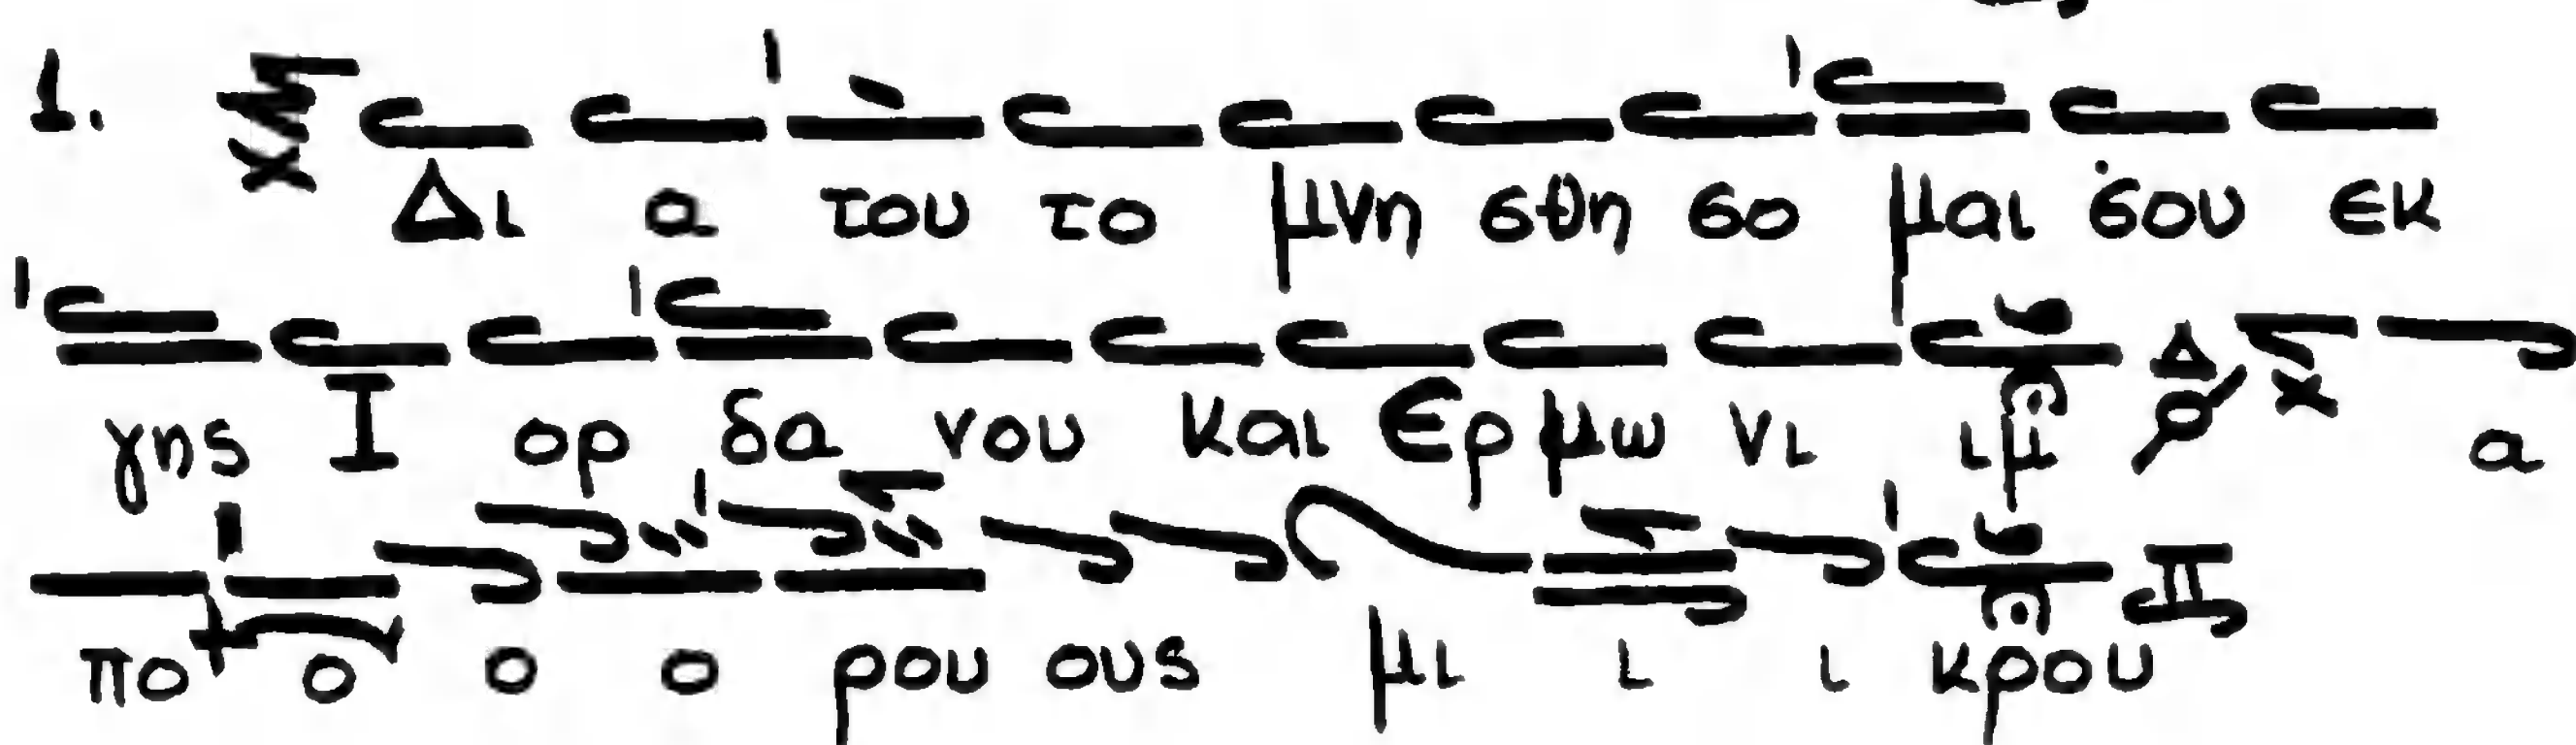 1. Δι α του το μνη σθη σο μαι σου εκ
γης Ι ορ δα νου και Ερ μω νι ιμ Δ α
πο ο ο ο ρου ους μι ι ι κρου